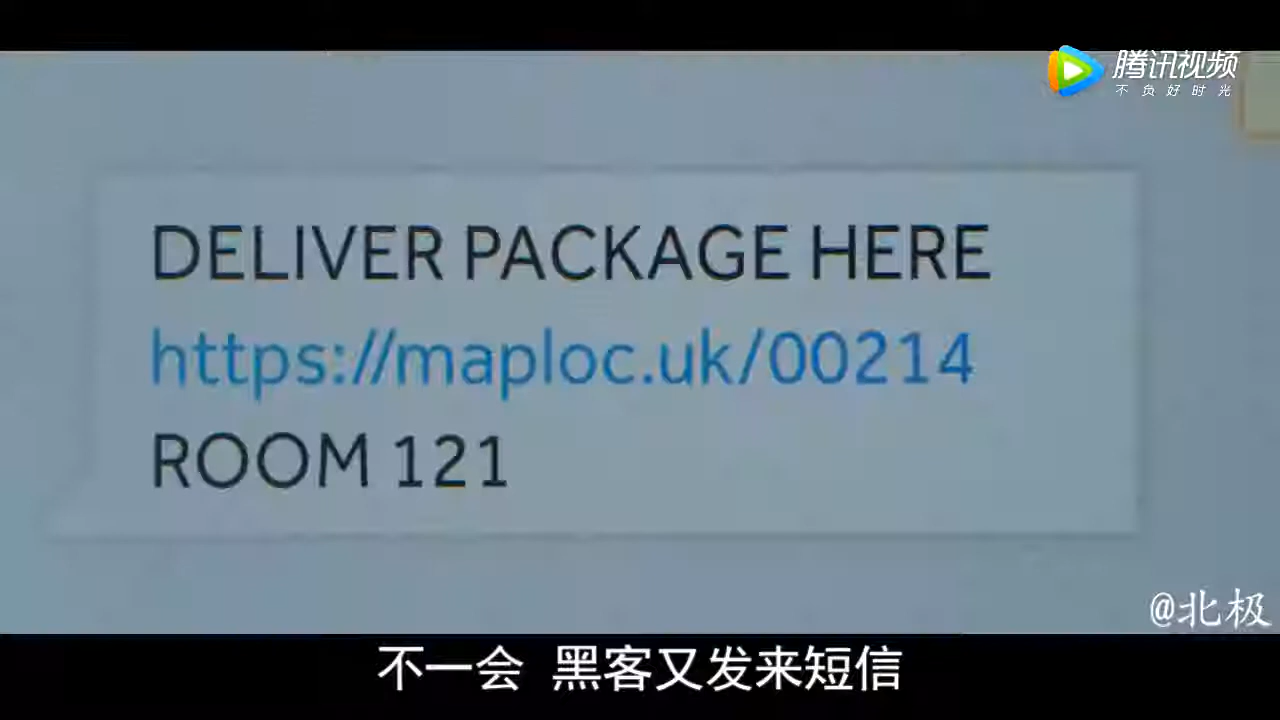 腾讯视频
不负好时光
DELIVER PACKAGE HERE
https://maploc.uk/00214
ROOM 121
@北极
不一会 黑客又发来短信